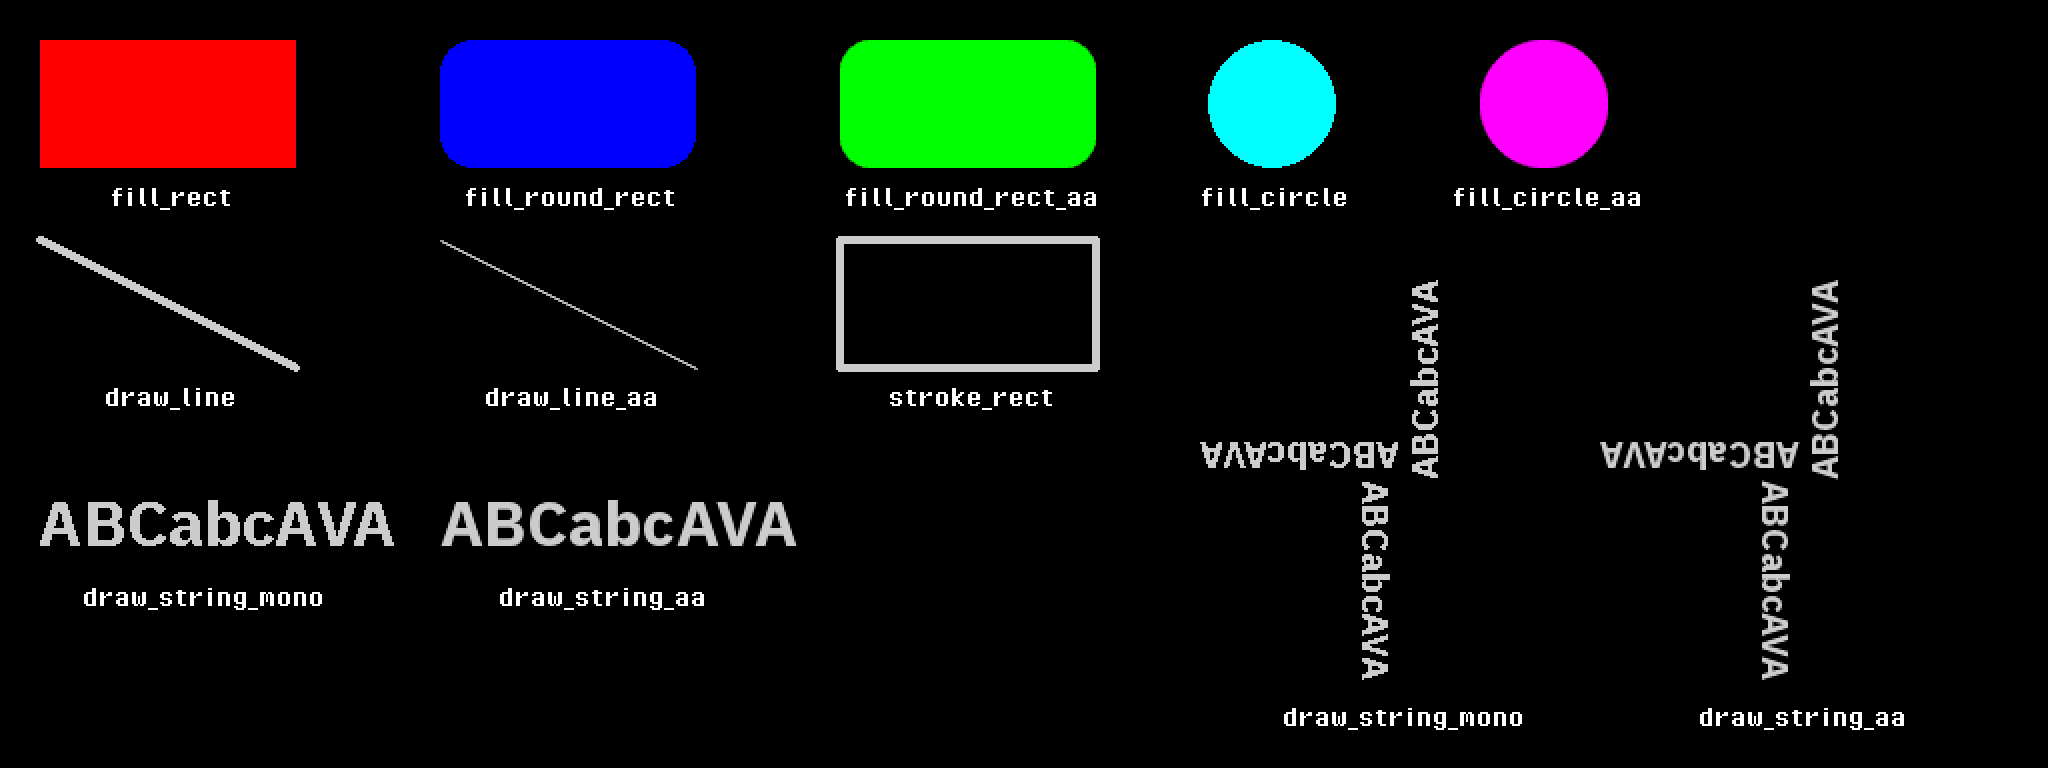 fill_rect
fill_round_rect
fill_round_rect_aa
fill_circle
fill_circle_aa
draw_line
draw_line_aa
stroke_rect
ABCabcAVA
ABCabcAVA
draw_string_mono
draw_string_aa
ABCabcAVA
ABCabcAVA
ABCabcAVA
draw_string_mono
ABCabcAVA
ABCabcAVA
ABCabcAVA
draw_string_aa